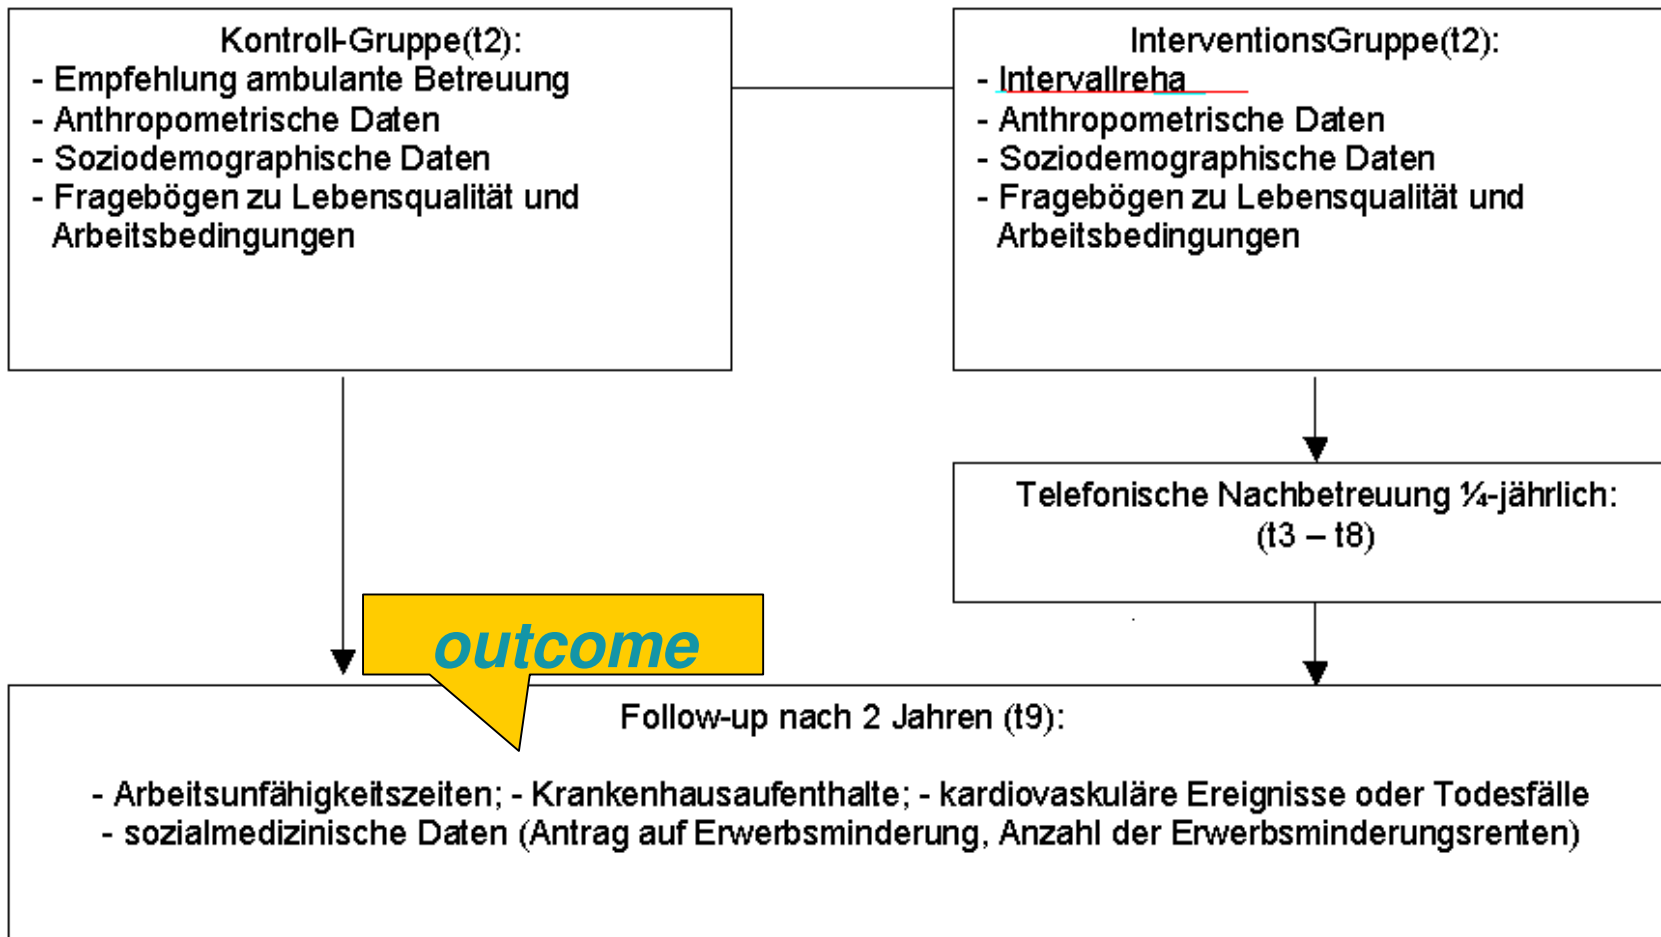 Kontroll-Gruppe(t2):
- Empfehlung ambulante Betreuung
- Anthropometrische Daten
- Soziodemographische Daten
- Fragebögen zu Lebensqualität und
Arbeitsbedingungen
InterventionsGruppe(t2):
- Intervallreha
- Anthropometrische Daten
- Soziodemographische Daten
- Fragebögen zu Lebensqualität und
Arbeitsbedingungen
Telefonische Nachbetreuung ¼-jährlich:
(t3 – t8)
outcome
Follow-up nach 2 Jahren (t9):
- Arbeitsunfähigkeitszeiten; - Krankenhausaufenthalte; - kardiovaskuläre Ereignisse oder Todesfälle
- sozialmedizinische Daten (Antrag auf Erwerbsminderung, Anzahl der Erwerbsminderungsrenten)